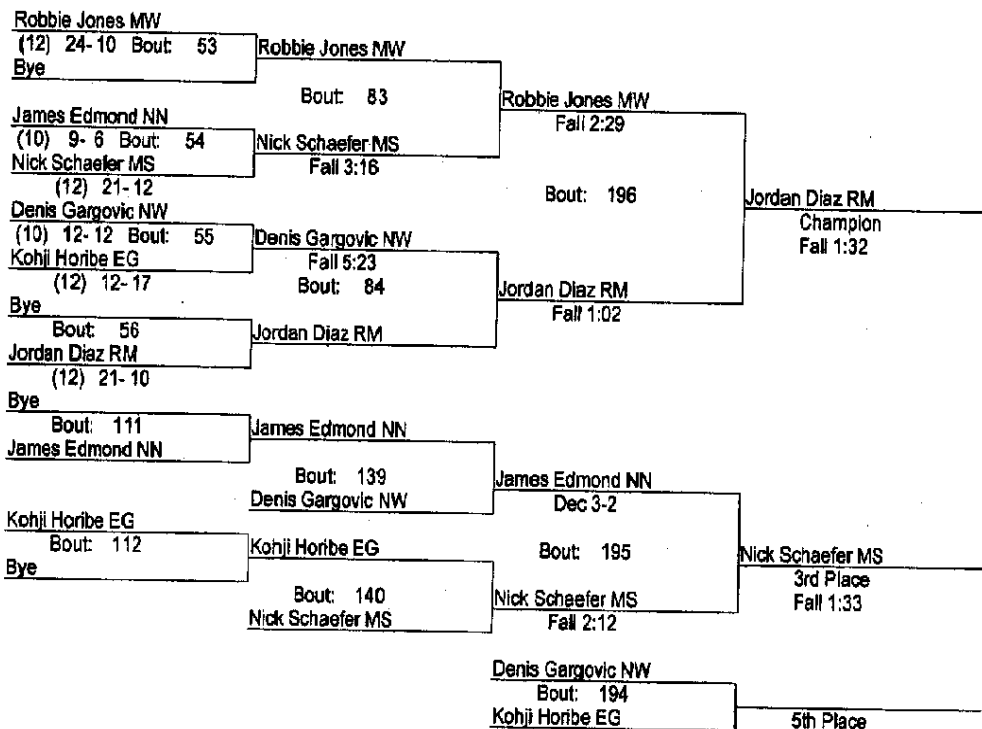 Robbie Jones MW
(12) 24-10 Bout: 53
Bye
Robbie Jones MW
Bout: 83
James Edmond NN
(10) 9-6 Bout: 54
Nick Schaefer MS
(12) 21-12
Nick Schaefer MS
Fall 3:16
Robbie Jones MW
Fall 2:29
Bout: 196
Denis Gargovic NW
(10) 12-12 Bout: 55
Kohji Horibe EG
(12) 12-17
Denis Gargovic NW
Fall 5:23
Bout: 84
Bye
Bout: 56
Jordan Diaz RM
(12) 21-10
Jordan Diaz RM
Jordan Diaz RM
Fall 1:02
Jordan Diaz RM
Champion
Fall 1:32
Bye
Bout: 111
James Edmond NN
James Edmond NN
Bout: 139
Denis Gargovic NW
James Edmond NN
Dec 3-2
Bout: 195
Kohji Horibe EG
Bout: 112
Bye
Kohji Horibe EG
Bout: 140
Nick Schaefer MS
Nick Schaefer MS
Fall 2:12
Nick Schaefer MS
3rd Place
Fall 1:33
Denis Gargovic NW
Bout: 194
Kohji Horibe EG
5th Place